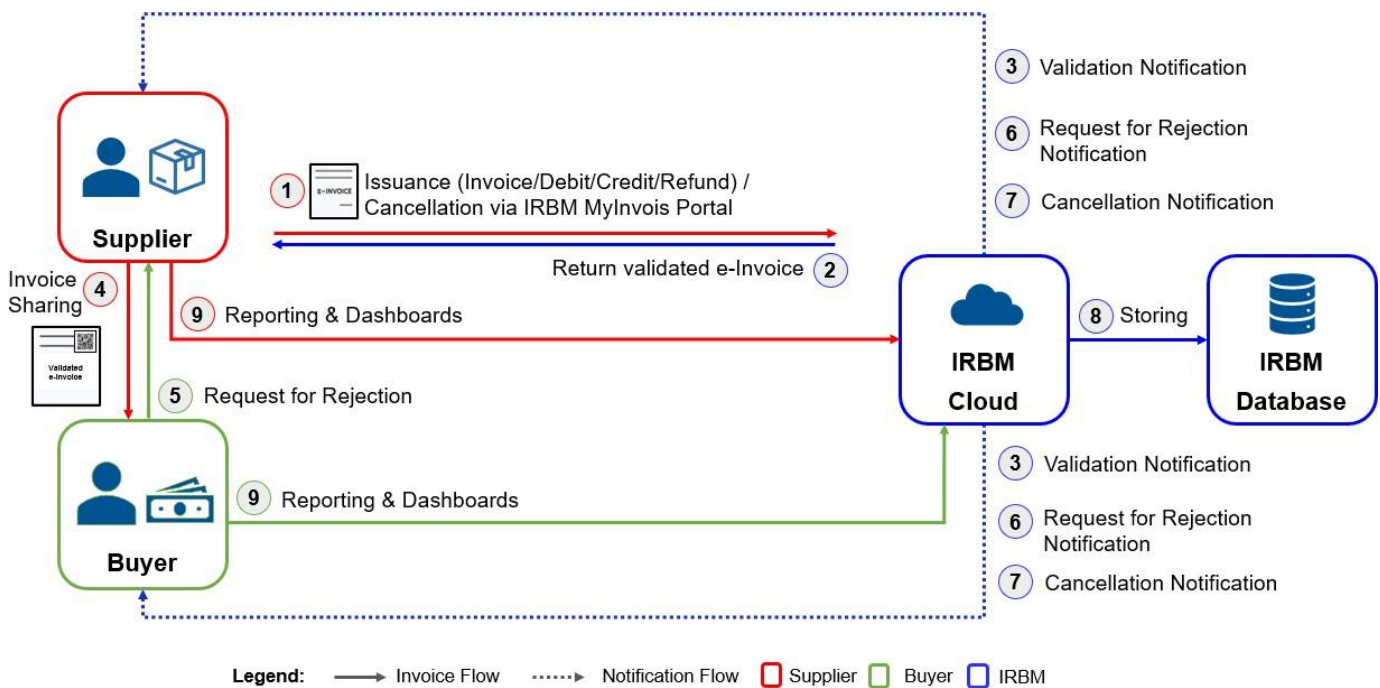 3 Validation Notification
6 Request for Rejection
Notification
7 Cancellation Notification
Supplier
1 E-INVOICE Issuance (Invoice/Debit/Credit/Refund) /
Cancellation via IRBM MyInvois Portal
Return validated e-Invoice 2
Invoice
Sharing
4
Validated
e-Invoice
9 Reporting & Dashboards
IRBM
Cloud
8 Storing
IRBM
Database
5 Request for Rejection
Buyer
9 Reporting & Dashboards
3 Validation Notification
6 Request for Rejection
Notification
7 Cancellation Notification
Legend: Invoice Flow Notification Flow Supplier Buyer IRBM